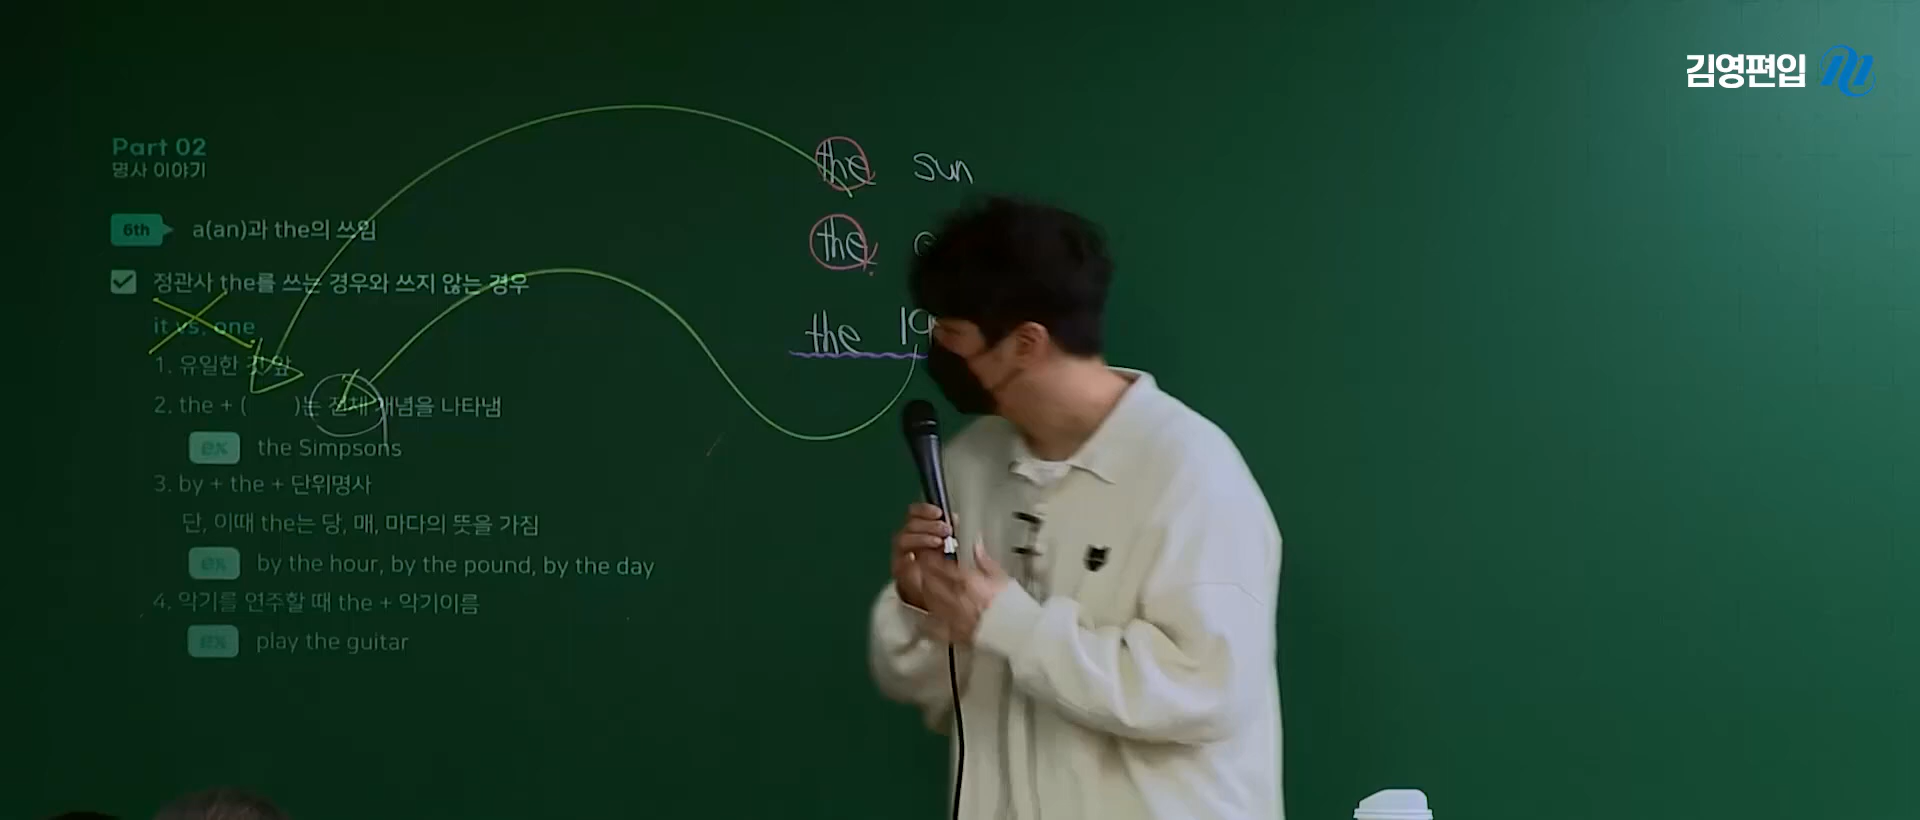 김영편입
Part 02
명사 이야기
6th a(an)과 the의 쓰임
정관사 the를 쓰는 경우와 쓰지 않는 경우
it vs. one
1. 유일한 것 앞
2. the + ( )는 전체 개념을 나타냄
ex the Simpsons
3. by + the + 단위명사
단, 이때 the는 당, 매, 마다의 뜻을 가짐
ex by the hour, by the pound, by the day
4. 악기를 연주할 때 the + 악기이름
ex play the guitar
the sun
the
the 19